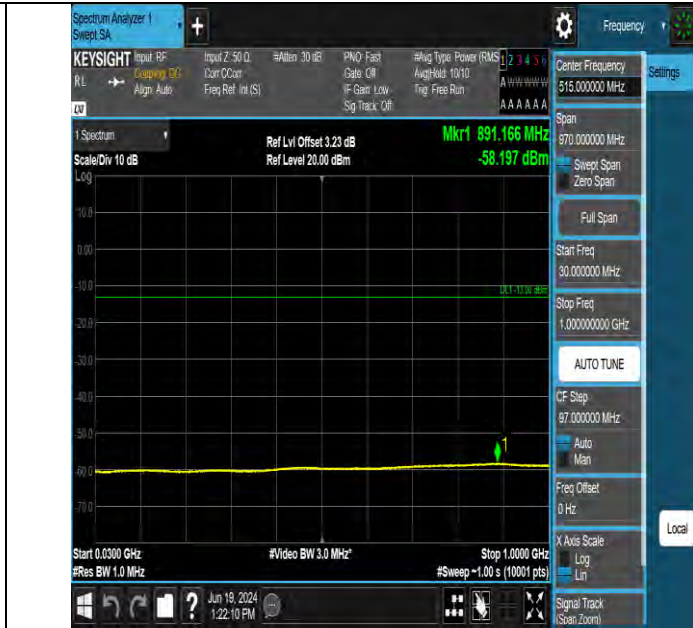 Spectrum Analyzer 1
Swept SA
+
Frequency
KEYSIGHT
RL
LXI
Input: RF
Coupling: DC
Align: Auto
Input Z: 50 Ω
Corr CCorr
Freq Ref: Int (S)
#Atten: 30 dB
PNO: Fast
Gate: Off
IF Gain: Low
Sig Track: Off
#Avg Type: Power (RMS
Avg|Hold: 10/10
Trig: Free Run
1 2 3 4 5 6
A W W W W W
A A A A A A
1 Spectrum
Scale/Div 10 dB
Log
Ref Lvl Offset 3.23 dB
Ref Level 20.00 dBm
Mkr1 891.166 MHz
-58.197 dBm
10.0
0.00
-10.0
DL1 -13.00 dBm
-30.0
-40.0
-50.0
1
-60.0
-70.0
Start 0.0300 GHz
#Res BW 1.0 MHz
#Video BW 3.0 MHz*
Stop 1.0000 GHz
#Sweep ~1.00 s (10001 pts)
?
Jun 19, 2024
1:22:10 PM
Center Frequency
515.000000 MHz
Settings
Span
970.000000 MHz
Swept Span
Zero Span
Full Span
Start Freq
30.000000 MHz
Stop Freq
1.000000000 GHz
AUTO TUNE
CF Step
97.000000 MHz
Auto
Man
Freq Offset
0 Hz
Local
X Axis Scale
Log
Lin
Signal Track
(Span Zoom)